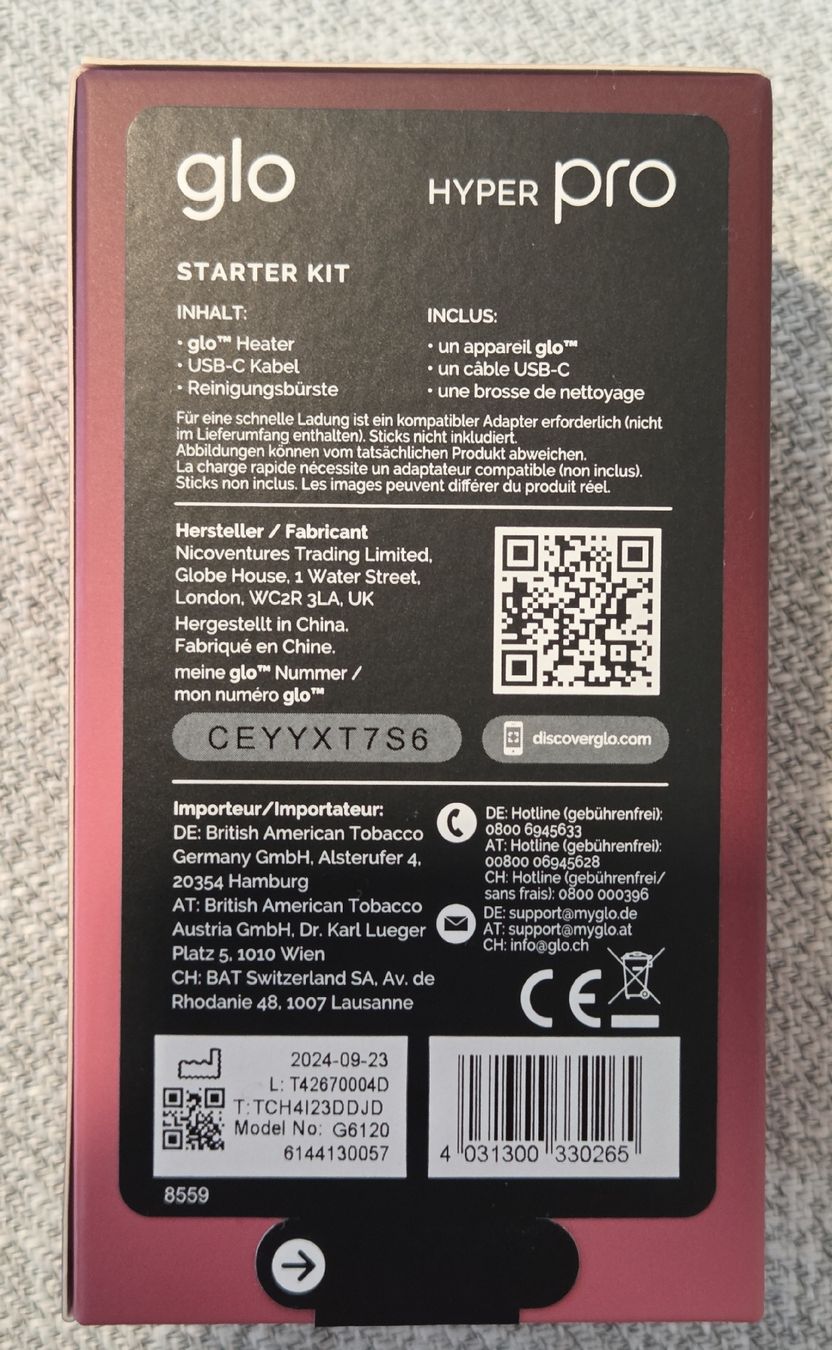 glo HYPER pro
STARTER KIT
INHALT:
• glo™ Heater
• USB-C Kabel
• Reinigungsbürste
INCLUS:
• un appareil glo™
• un câble USB-C
• une brosse de nettoyage
Für eine schnelle Ladung ist ein kompatibler Adapter erforderlich (nicht
im Lieferumfang enthalten). Sticks nicht inkludiert.
Abbildungen können vom tatsächlichen Produkt abweichen.
La charge rapide nécessite un adaptateur compatible (non inclus).
Sticks non inclus. Les images peuvent différer du produit réel.
Hersteller / Fabricant
Nicoventures Trading Limited,
Globe House, 1 Water Street,
London, WC2R 3LA, UK
Hergestellt in China.
Fabriqué en Chine.
meine glo™ Nummer /
mon numéro glo™
CEYYXT7S6
discoverglo.com
Importeur/Importateur:
DE: British American Tobacco
Germany GmbH, Alsterufer 4,
20354 Hamburg
AT: British American Tobacco
Austria GmbH, Dr. Karl Lueger
Platz 5, 1010 Wien
CH: BAT Switzerland SA, Av. de
Rhodanie 48, 1007 Lausanne
DE: Hotline (gebührenfrei):
0800 6945633
AT: Hotline (gebührenfrei):
00800 06945628
CH: Hotline (gebührenfrei/
sans frais): 0800 000396
DE: support@myglo.de
AT: support@myglo.at
CH: info@glo.ch
CE
2024-09-23
L: T42670004D
T:TCH4I23DDJD
Model No: G6120
6144130057
4 031300 330265
8559